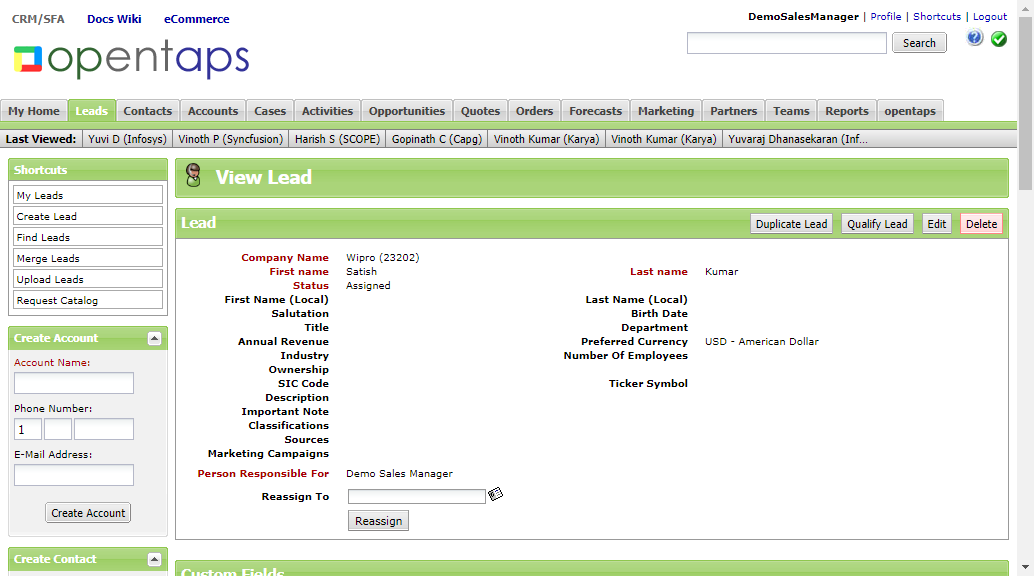 CRM/SFA Docs Wiki eCommerce
DemoSalesManager | Profile | Shortcuts | Logout
opentaps
Search
My Home Leads Contacts Accounts Cases Activities Opportunities Quotes Orders Forecasts Marketing Partners Teams Reports opentaps
Last Viewed: Yuvi D (Infosys) Vinoth P (Syncfusion) Harish S (SCOPE) Gopinath C (Capg) Vinoth Kumar (Karya) Vinoth Kumar (Karya) Yuvaraj Dhanasekaran (Inf...
Shortcuts
My Leads
Create Lead
Find Leads
Merge Leads
Upload Leads
Request Catalog
Create Account
Account Name:
Phone Number:
1
E-Mail Address:
Create Account
Create Contact
View Lead
Lead
Duplicate Lead Qualify Lead Edit Delete
Company Name Wipro (23202)
First name Satish Last name Kumar
Status Assigned
First Name (Local) Last Name (Local)
Salutation Birth Date
Title Department
Annual Revenue Preferred Currency USD - American Dollar
Industry Number Of Employees
Ownership
SIC Code Ticker Symbol
Description
Important Note
Classifications
Sources
Marketing Campaigns
Person Responsible For Demo Sales Manager
Reassign To
Reassign
Custom Fields